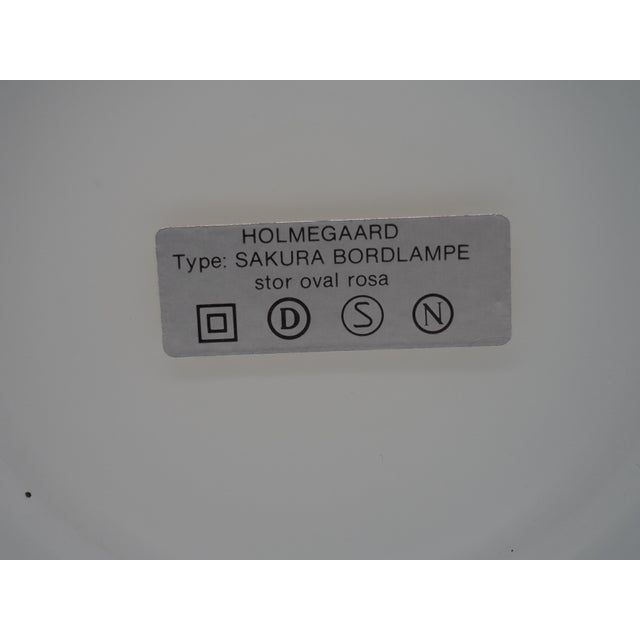 HOLMEGAARD
Type: SAKURA BORDLAMPE
stor oval rosa
D S N